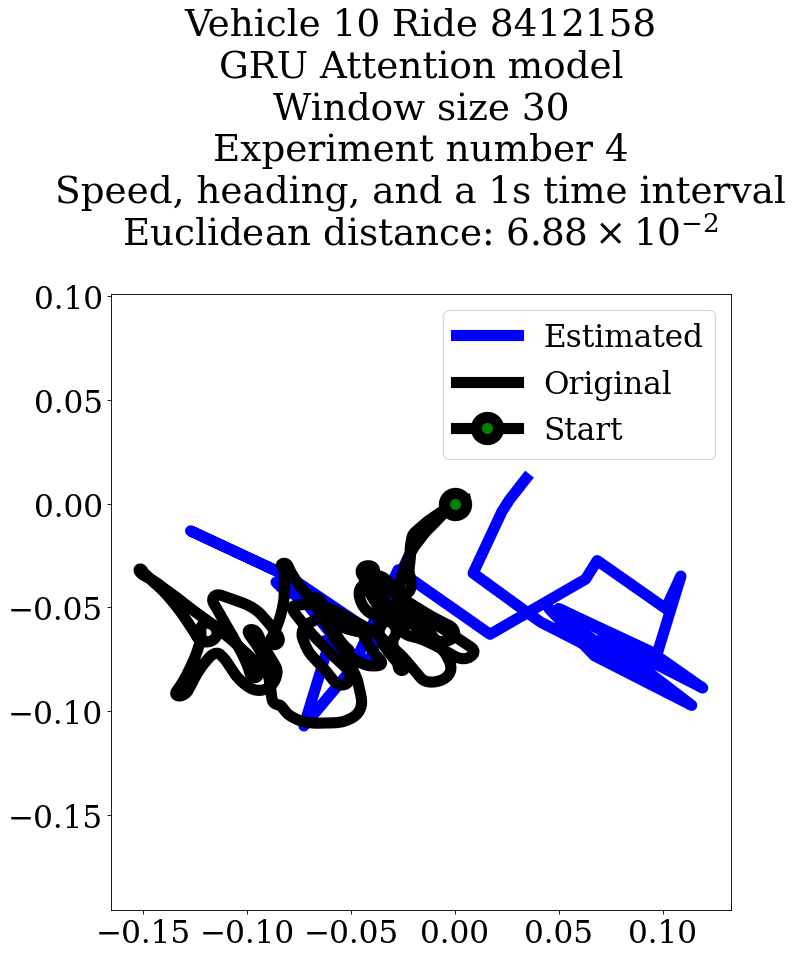 Vehicle 10 Ride 8412158
GRU Attention model
Window size 30
Experiment number 4
Speed, heading, and a 1s time interval
Euclidean distance: 6.88 × 10⁻²
Estimated
Original
Start
0.10
0.05
0.00
−0.05
−0.10
−0.15
−0.15 −0.10 −0.05 0.00 0.05 0.10